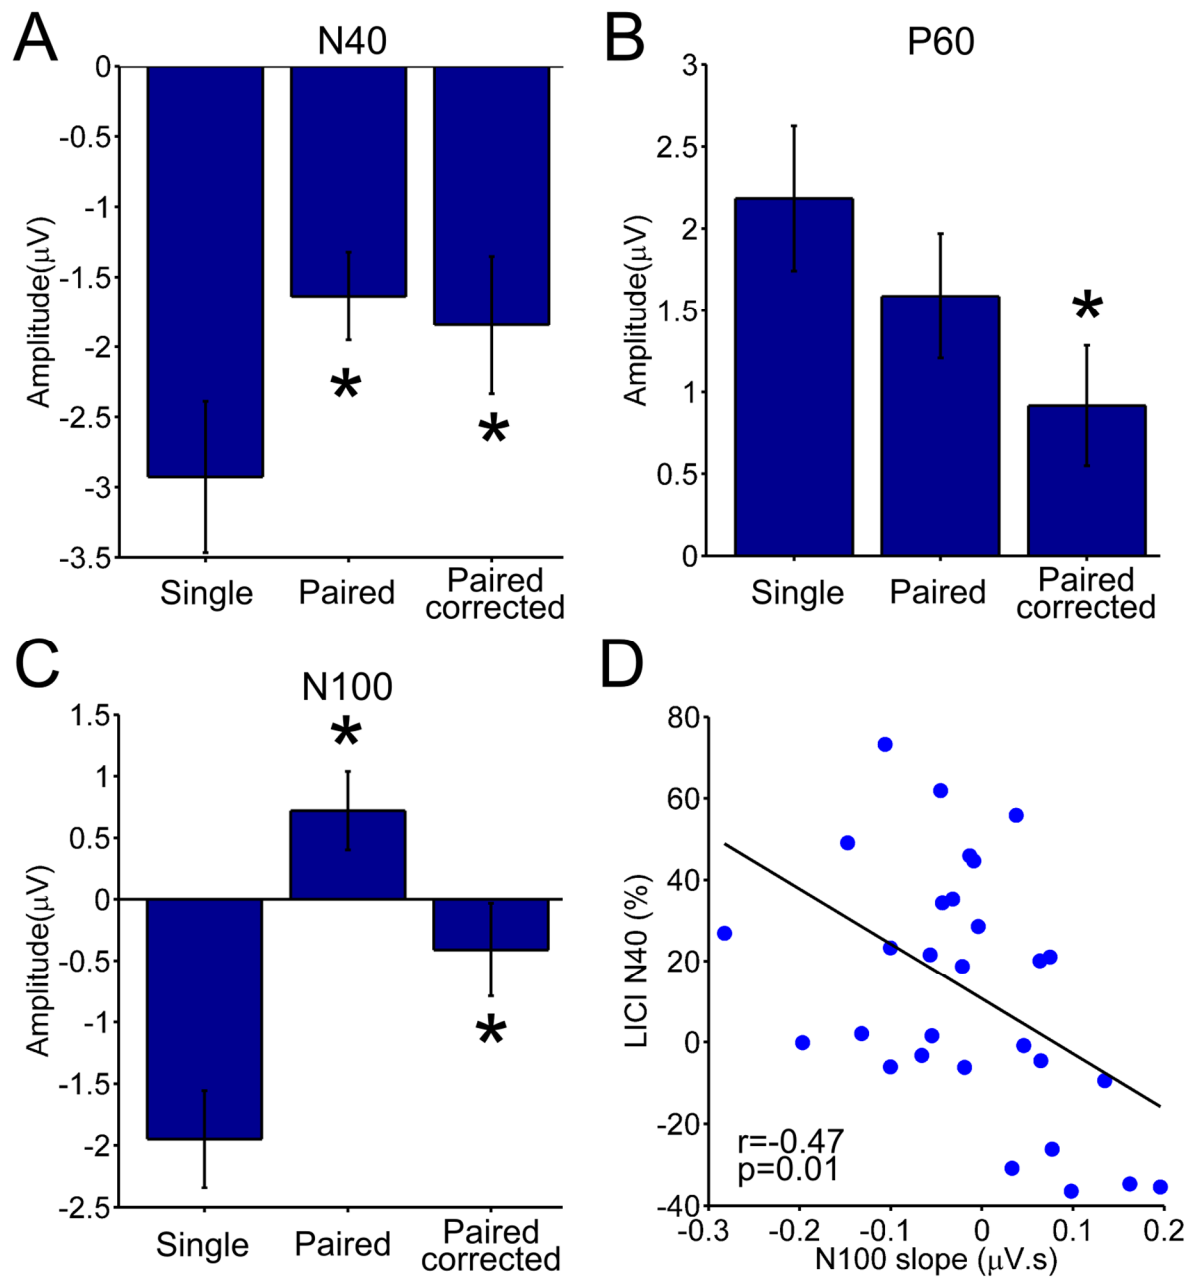 A
N40
Amplitude(μV)
0
-0.5
-1
-1.5
-2
-2.5
-3
-3.5
*
*
Single
Paired
Paired
corrected
B
P60
Amplitude(μV)
3
2.5
2
1.5
1
0.5
0
*
Single
Paired
Paired
corrected
C
N100
Amplitude(μV)
1.5
1
0.5
0
-0.5
-1
-1.5
-2
-2.5
*
*
Single
Paired
Paired
corrected
D
LICI N40 (%)
80
60
40
20
0
-20
-40
r=-0.47
p=0.01
-0.3 -0.2 -0.1 0 0.1 0.2
N100 slope (μV.s)